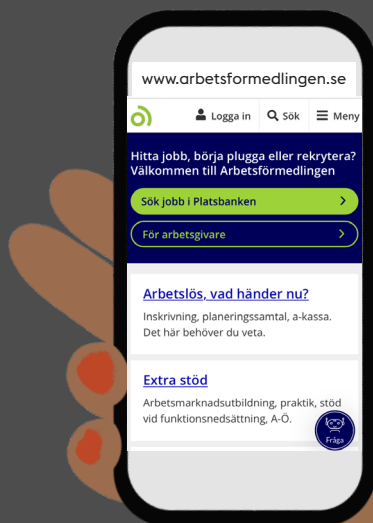 www.arbetsformedlingen.se
Logga in Sök Meny
Hitta jobb, börja plugga eller rekrytera?
Välkommen till Arbetsförmedlingen
Sök jobb i Platsbanken
För arbetsgivare
Arbetslös, vad händer nu?
Inskrivning, planeringssamtal, a-kassa.
Det här behöver du veta.
Extra stöd
Arbetsmarknadsutbildning, praktik, stöd
vid funktionsnedsättning, A-Ö.
Fråga